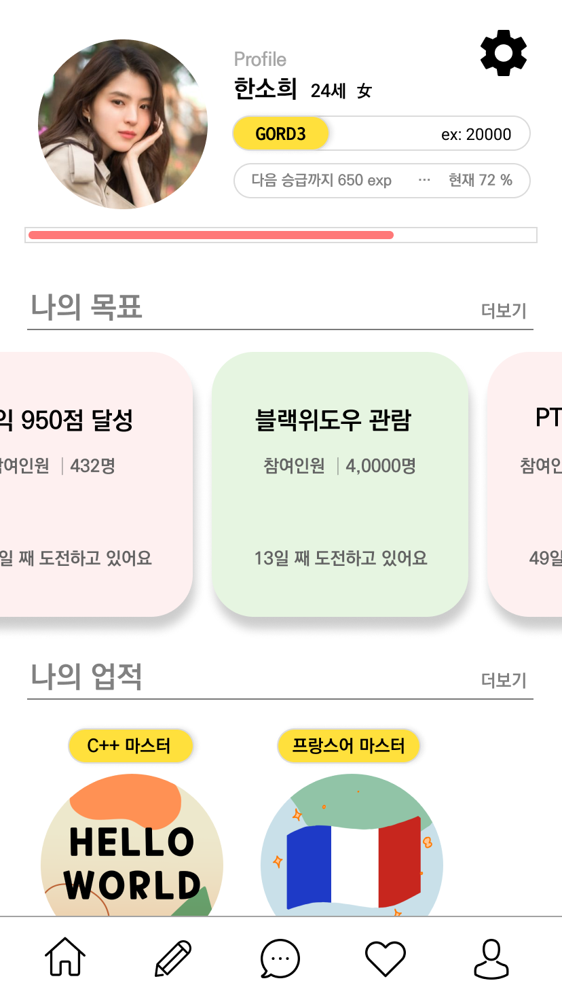 Profile
한소희 24세 女
GORD3 ex: 20000
다음 승급까지 650 exp ... 현재 72 %
나의 목표 더보기
익 950점 달성
참여인원 | 432명
일 째 도전하고 있어요
블랙위도우 관람
참여인원 | 4,0000명
13일 째 도전하고 있어요
PT
참여인
49일
나의 업적 더보기
C++ 마스터
프랑스어 마스터
HELLO
WORLD